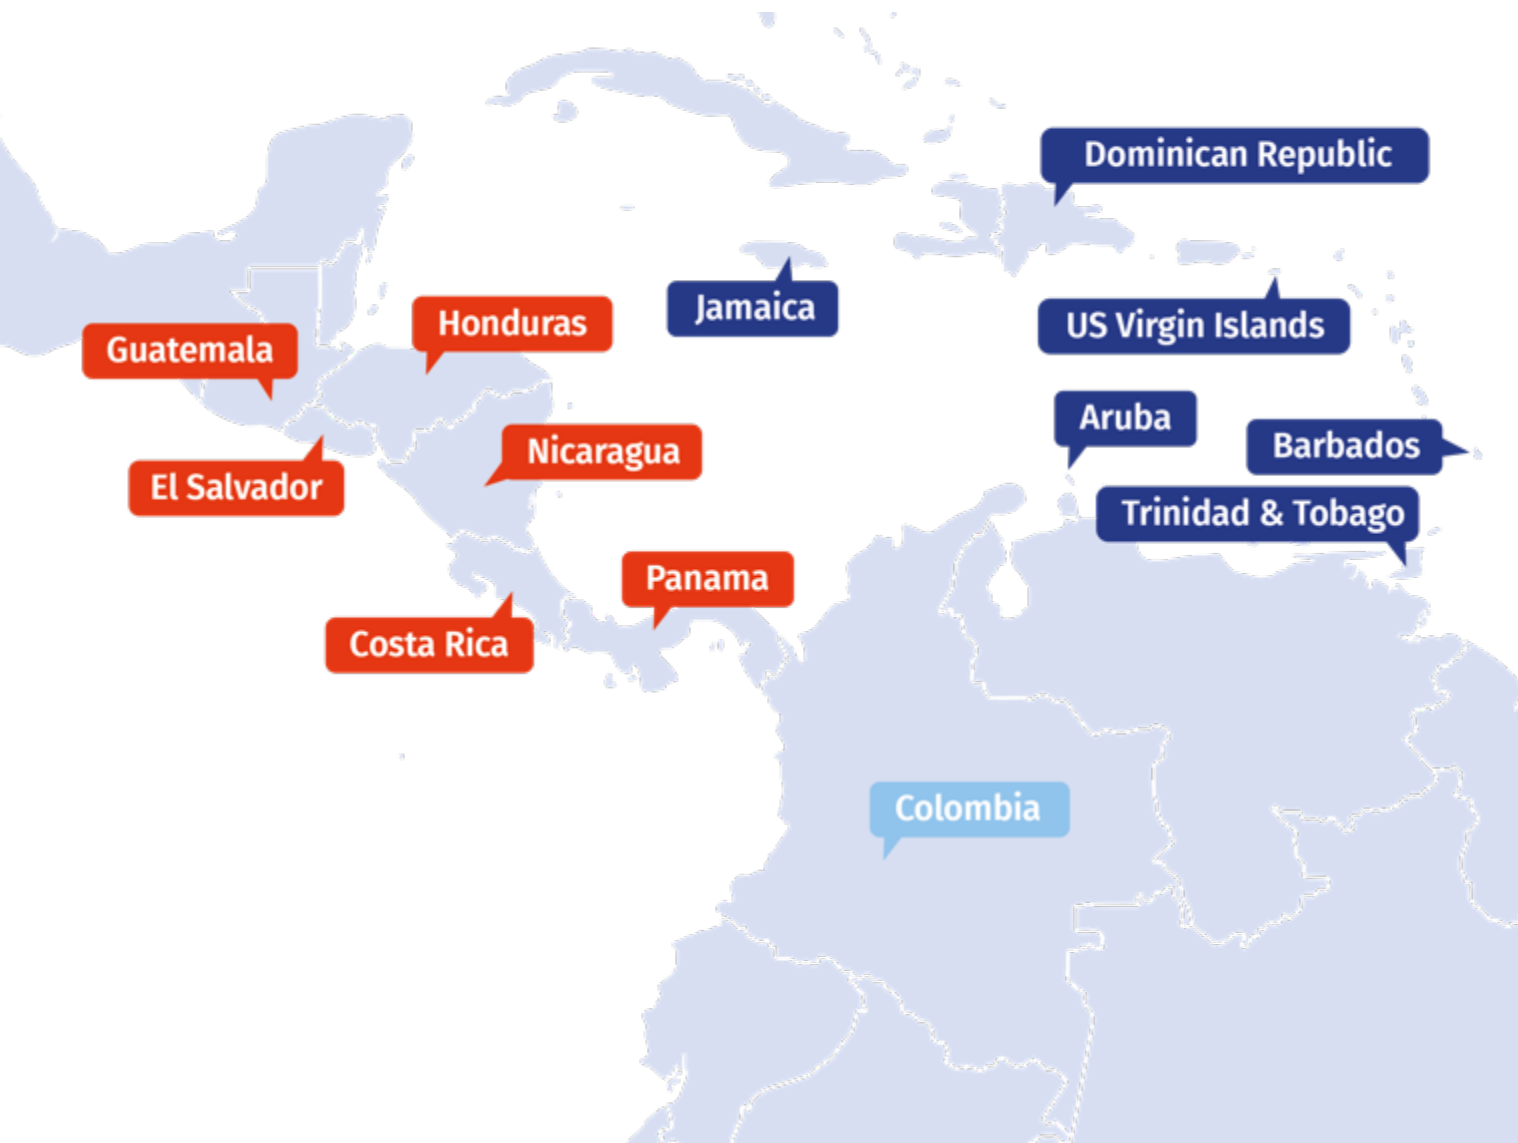 Dominican Republic
Jamaica
Honduras
US Virgin Islands
Guatemala
Aruba
Barbados
Nicaragua
El Salvador
Trinidad & Tobago
Panama
Costa Rica
Colombia